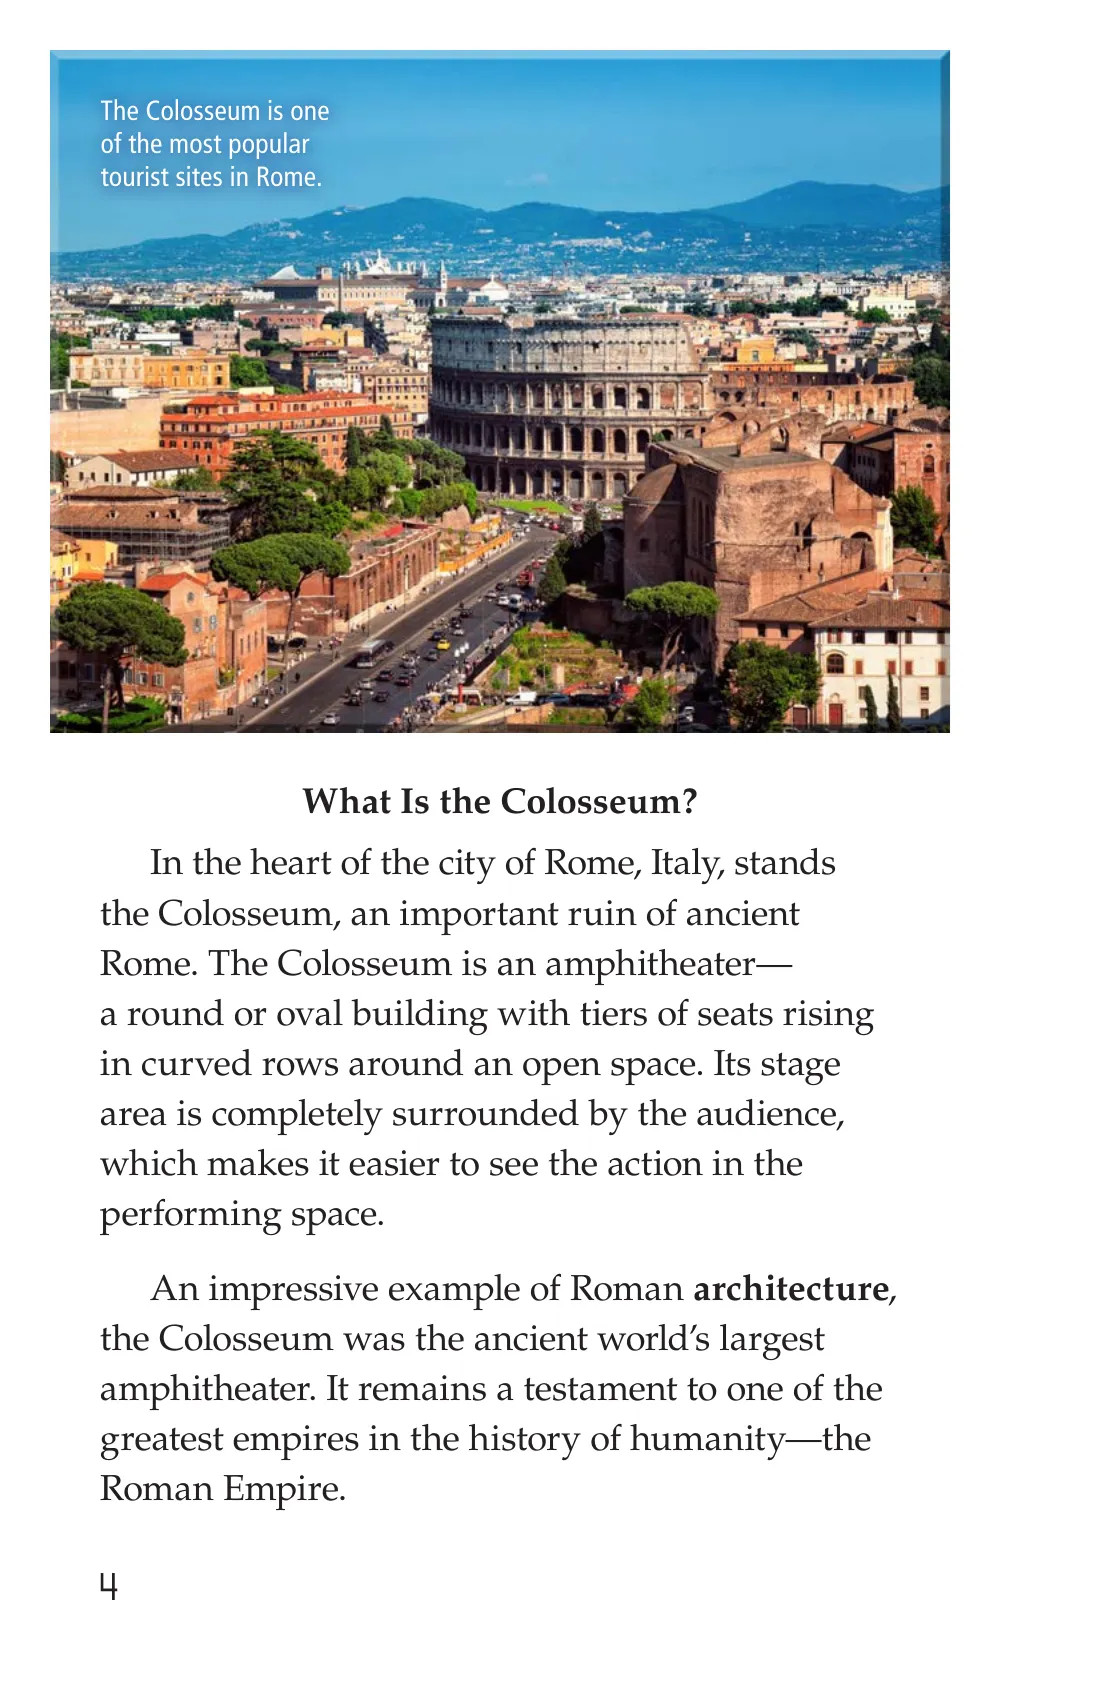 The Colosseum is one
of the most popular
tourist sites in Rome.
What Is the Colosseum?
In the heart of the city of Rome, Italy, stands
the Colosseum, an important ruin of ancient
Rome. The Colosseum is an amphitheater—
a round or oval building with tiers of seats rising
in curved rows around an open space. Its stage
area is completely surrounded by the audience,
which makes it easier to see the action in the
performing space.
An impressive example of Roman architecture,
the Colosseum was the ancient world’s largest
amphitheater. It remains a testament to one of the
greatest empires in the history of humanity—the
Roman Empire.
4